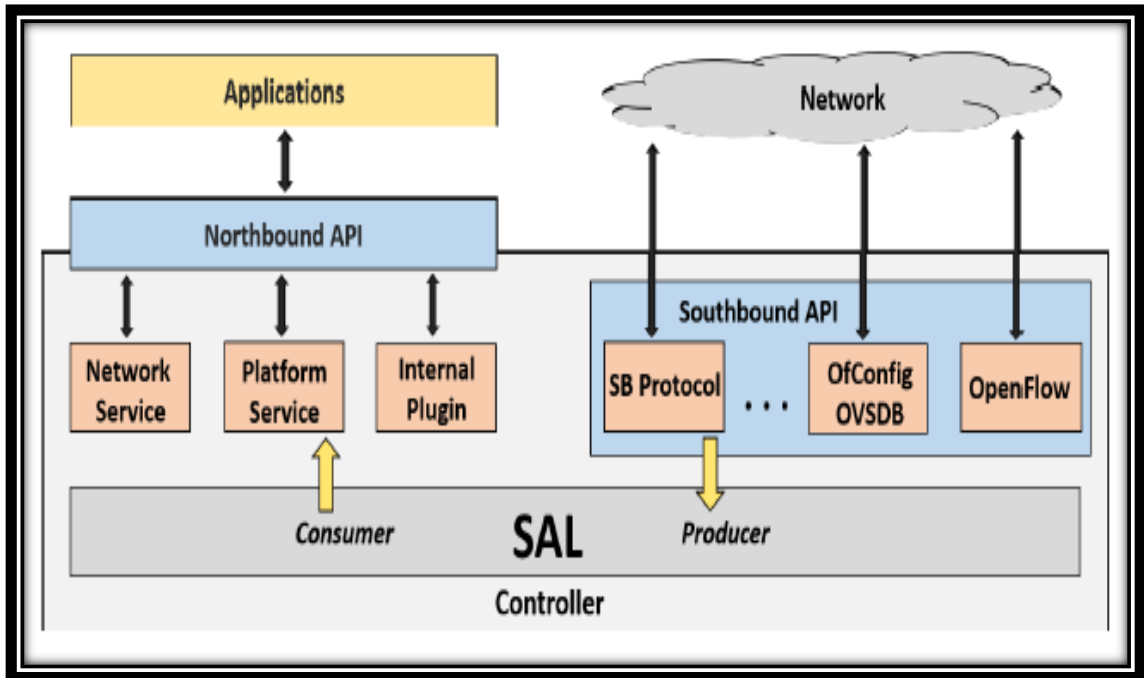 Applications
Network
Northbound API
Southbound API
Network
Service
Platform
Service
Internal
Plugin
SB Protocol
. . .
OfConfig
OVSDB
OpenFlow
Consumer
SAL
Producer
Controller